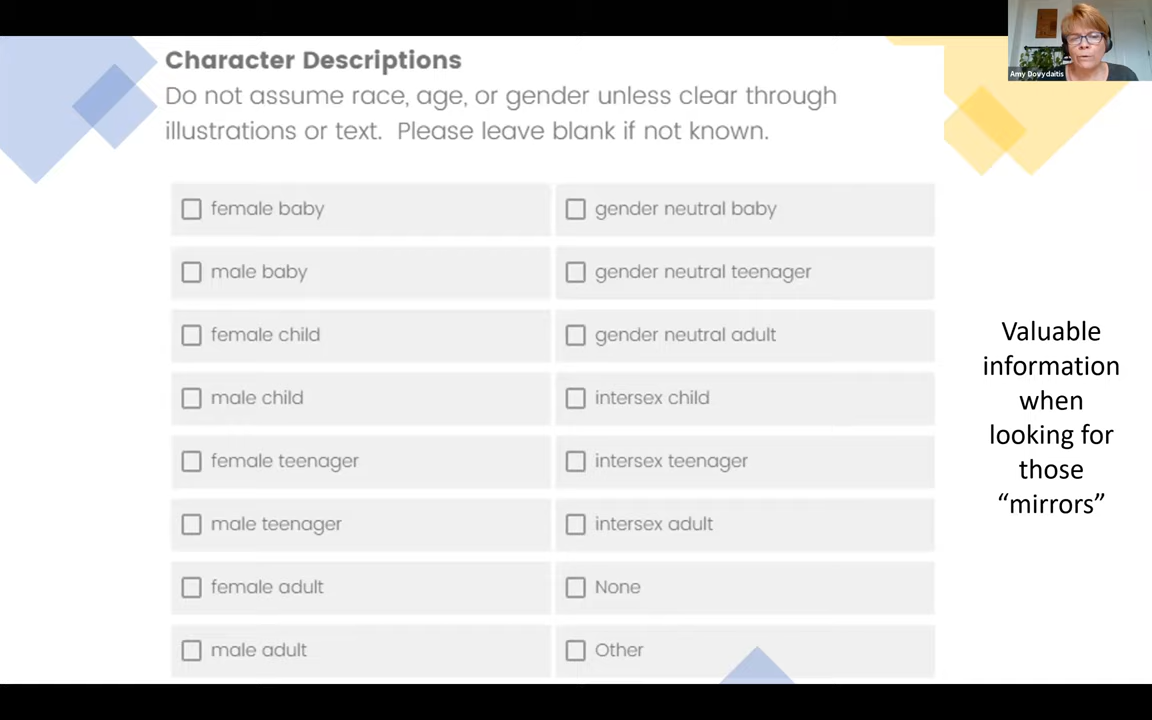 Character Descriptions
Do not assume race, age, or gender unless clear through
illustrations or text. Please leave blank if not known.
female baby
male baby
female child
male child
female teenager
male teenager
female adult
male adult
gender neutral baby
gender neutral teenager
gender neutral adult
intersex child
intersex teenager
intersex adult
None
Other
Valuable
information
when
looking for
those
“mirrors”
Amy Dovydaitis